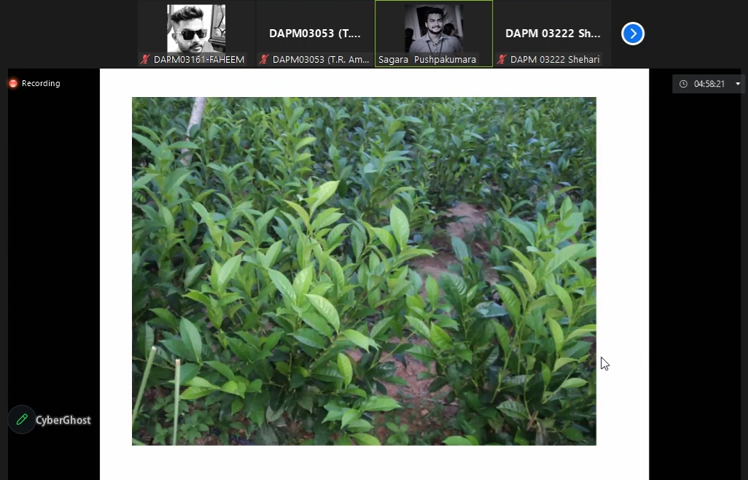 DAPM03053 (T....
DAPM 03222 Sh...
DAPM03161-FAHEEM
DAPM03053 (T.R. Am...
Sagara Pushpakumara
DAPM 03222 Shehari
Recording
04:58:21
CyberGhost